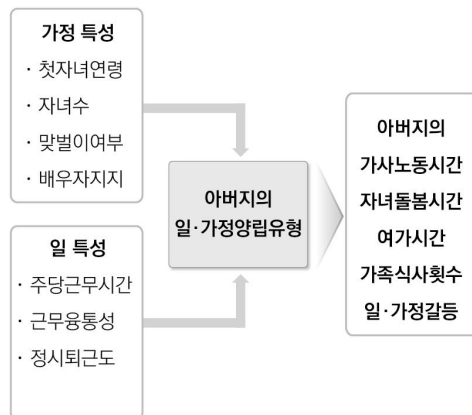 가정 특성
· 첫자녀연령
· 자녀수
· 맞벌이여부
· 배우자지지
일 특성
· 주당근무시간
· 근무융통성
· 정시퇴근도
아버지의
일·가정양립유형
아버지의
가사노동시간
자녀돌봄시간
여가시간
가족식사횟수
일·가정갈등